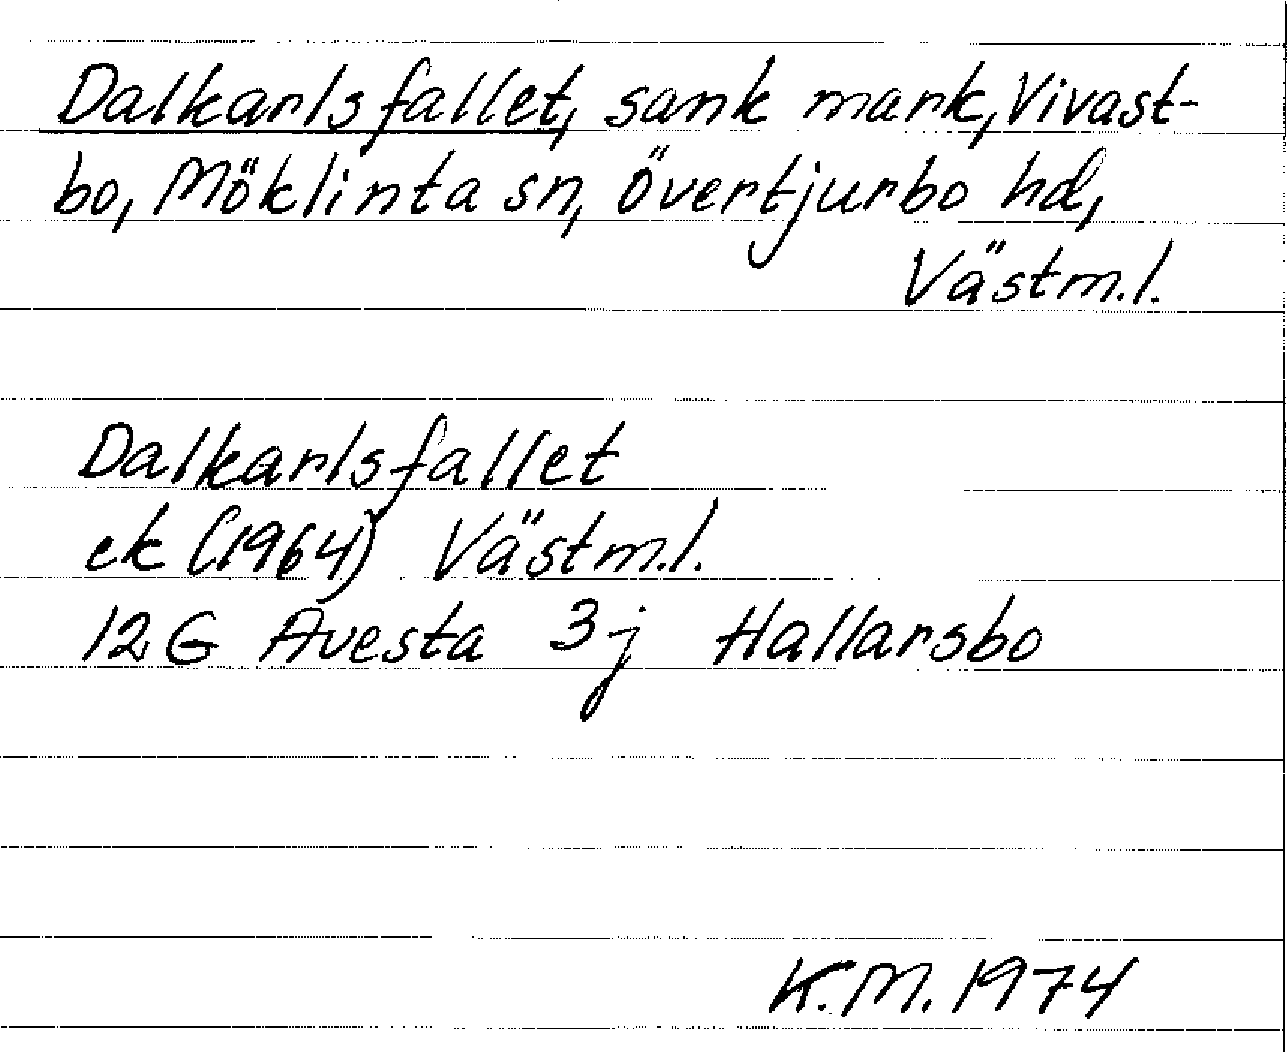 Dalkarlsfallet, sank mark, Vivast-
bo, Möklinta sn, Övertjurbo hd,
Västm.l.
Dalkarlsfallet
ek (1964) Västm.l.
12G Avesta 3j Hallarsbo
K.M. 1974